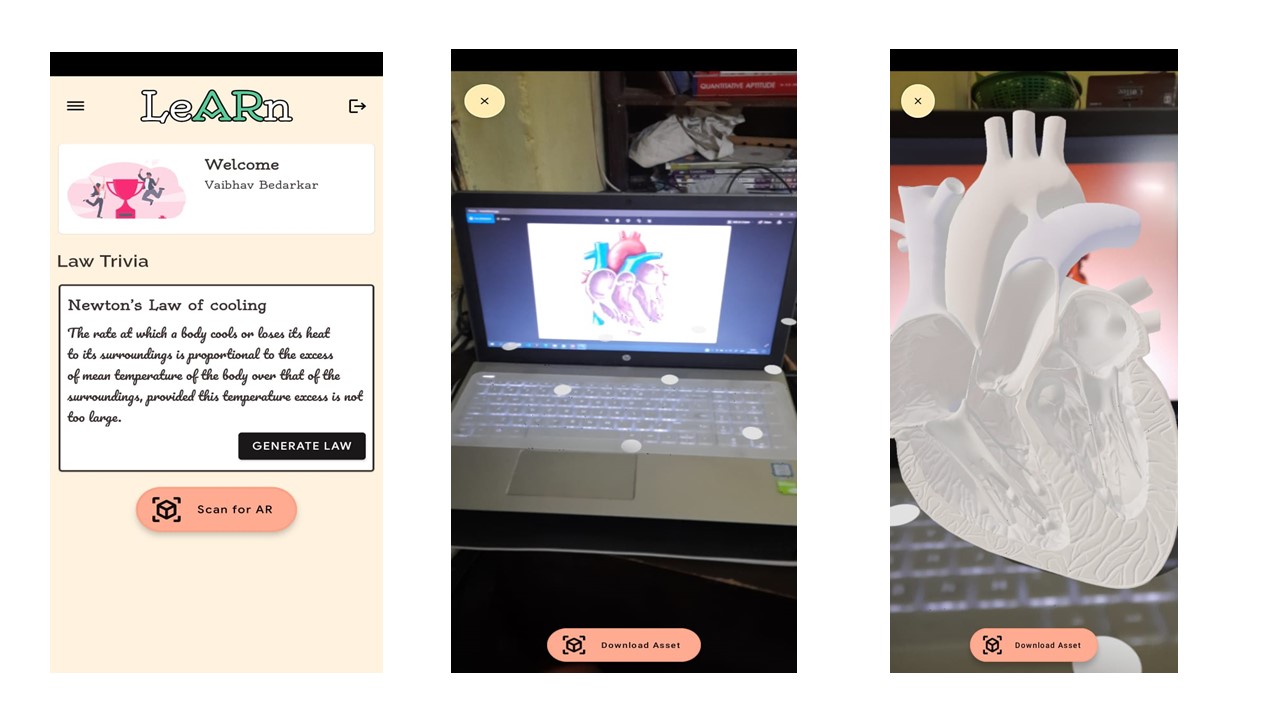 LeARn
Welcome
Vaibhav Bedarkar
Law Trivia
Newton's Law of cooling
The rate at which a body cools or loses its heat
to its surroundings is proportional to the excess
of mean temperature of the body over that of the
surroundings, provided this temperature excess is not
too large.
GENERATE LAW
Scan for AR
QUANTITATIVE APTITUDE
Download Asset
Download Asset